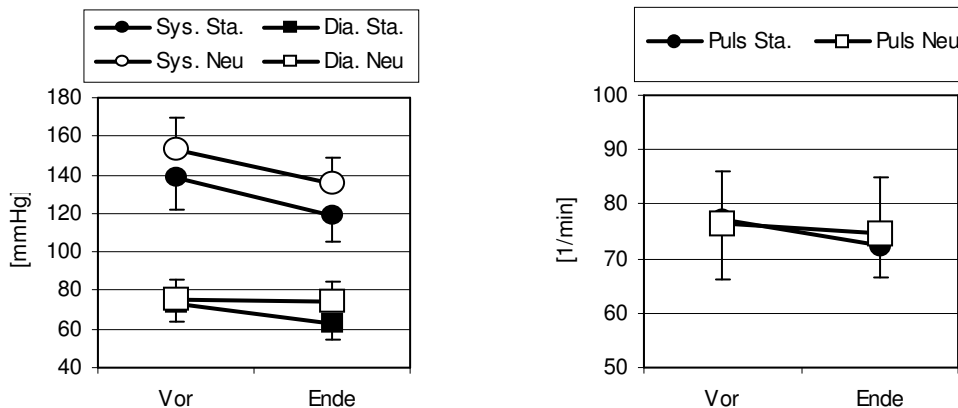 Sys. Sta. Dia. Sta.
Sys. Neu Dia. Neu
180
160
140
120
100
80
60
40
[mmHg]
Vor Ende
Puls Sta. Puls Neu
100
90
80
70
60
50
[1/min]
Vor Ende